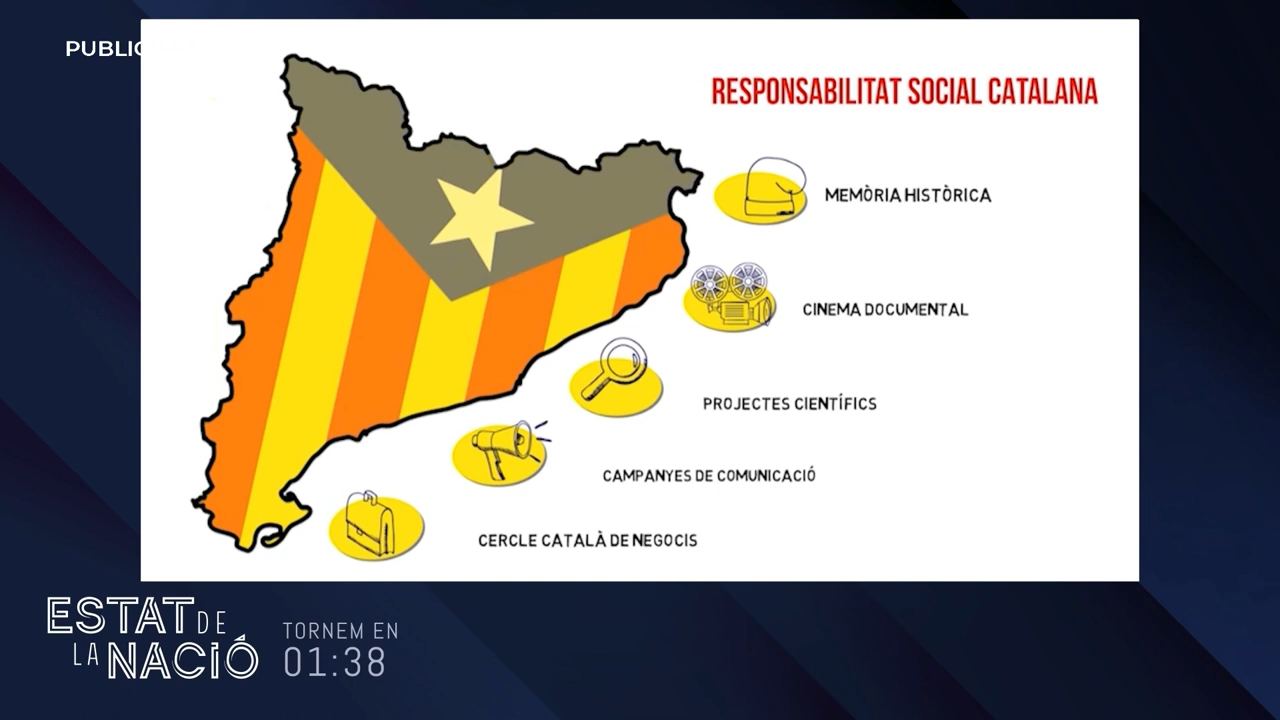 PUBLIC
RESPONSABILITAT SOCIAL CATALANA
MEMÒRIA HISTÒRICA
CINEMA DOCUMENTAL
PROJECTES CIENTÍFICS
CAMPANYES DE COMUNICACIÓ
CERCLE CATALÀ DE NEGOCIS
ESTAT DE
LA NACIÓ
TORNEM EN
01:38